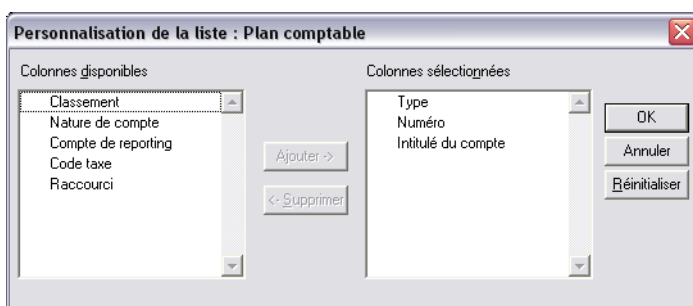 Personnalisation de la liste : Plan comptable
Colonnes disponibles
Classement
Nature de compte
Compte de reporting
Code taxe
Raccourci
Ajouter ->
<- Supprimer
Colonnes sélectionnées
Type
Numéro
Intitulé du compte
OK
Annuler
Réinitialiser